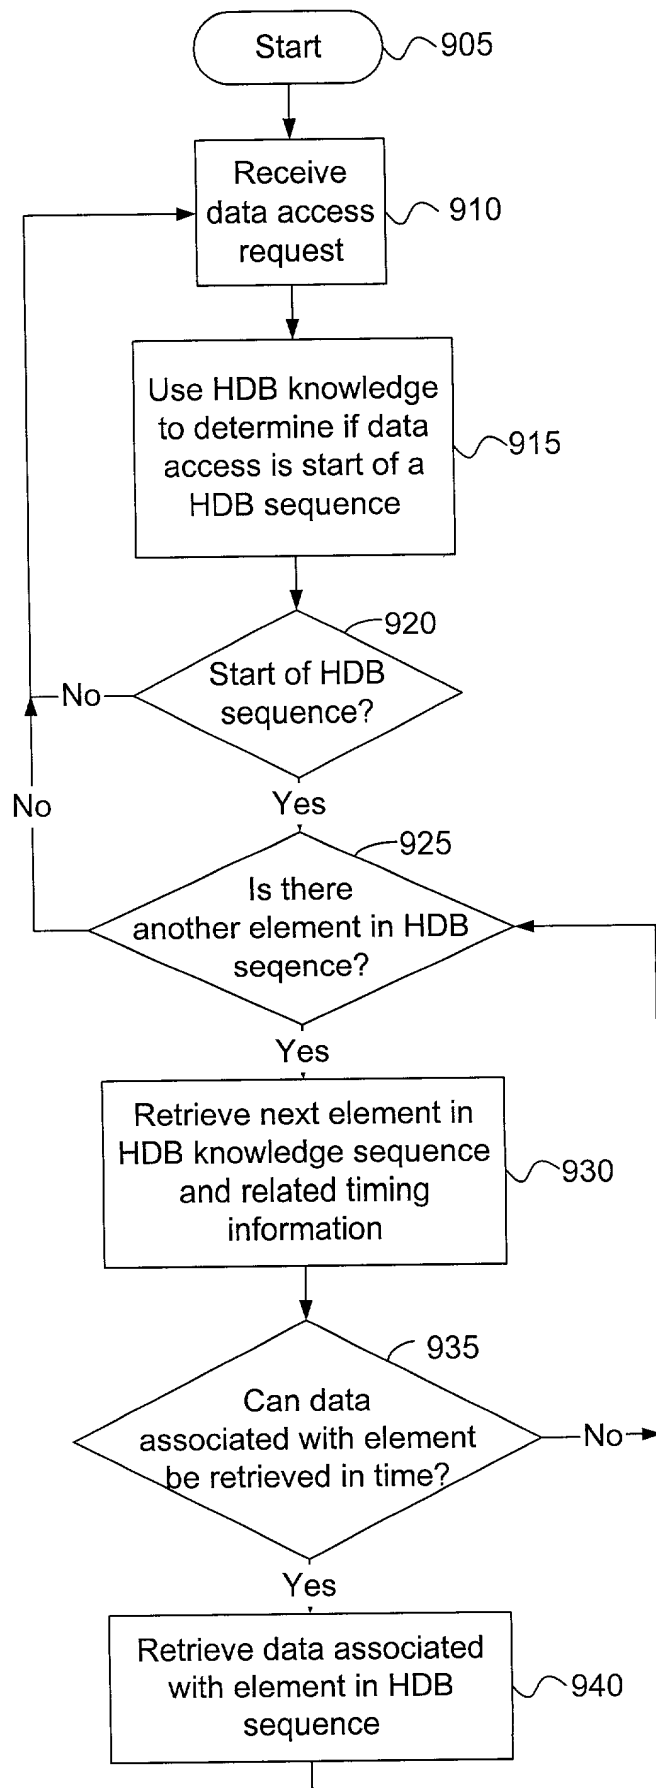 Start
905
Receive
data access
request
910
Use HDB knowledge
to determine if data
access is start of a
HDB sequence
915
920
Start of HDB
sequence?
No
No
Yes
925
Is there
another element in HDB
seqence?
Yes
Retrieve next element in
HDB knowledge sequence
and related timing
information
930
935
Can data
associated with element
be retrieved in time?
No
Yes
Retrieve data associated
with element in HDB
sequence
940